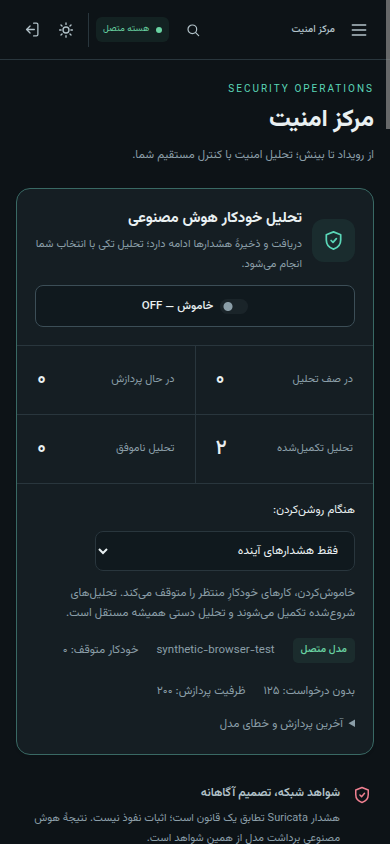 مرکز امنیت
هسته متصل
SECURITY OPERATIONS
مرکز امنیت
از رویداد تا بینش؛ تحلیل امنیت با کنترل مستقیم شما.
تحلیل خودکار هوش مصنوعی
دریافت و ذخیرهٔ هشدارها ادامه دارد؛ تحلیل تکی با انتخاب شما
انجام می‌شود.
خاموش — OFF
در صف تحلیل ۰
در حال پردازش ۰
تحلیل تکمیل‌شده ۲
تحلیل ناموفق ۰
هنگام روشن‌کردن:
فقط هشدارهای آینده
خاموش‌کردن، کارهای خودکارِ منتظر را متوقف می‌کند. تحلیل‌های
شروع‌شده تکمیل می‌شوند و تحلیل دستی همیشه مستقل است.
مدل متصل synthetic-browser-test خودکار متوقف: ۰
بدون درخواست: ۱۲۵ ظرفیت پردازش: ۲۰۰
آخرین پردازش و خطای مدل
شواهد شبکه، تصمیم آگاهانه
هشدار Suricata تطابق یک قانون است؛ اثبات نفوذ نیست. نتیجهٔ هوش
مصنوعی برداشت مدل از همین شواهد است.